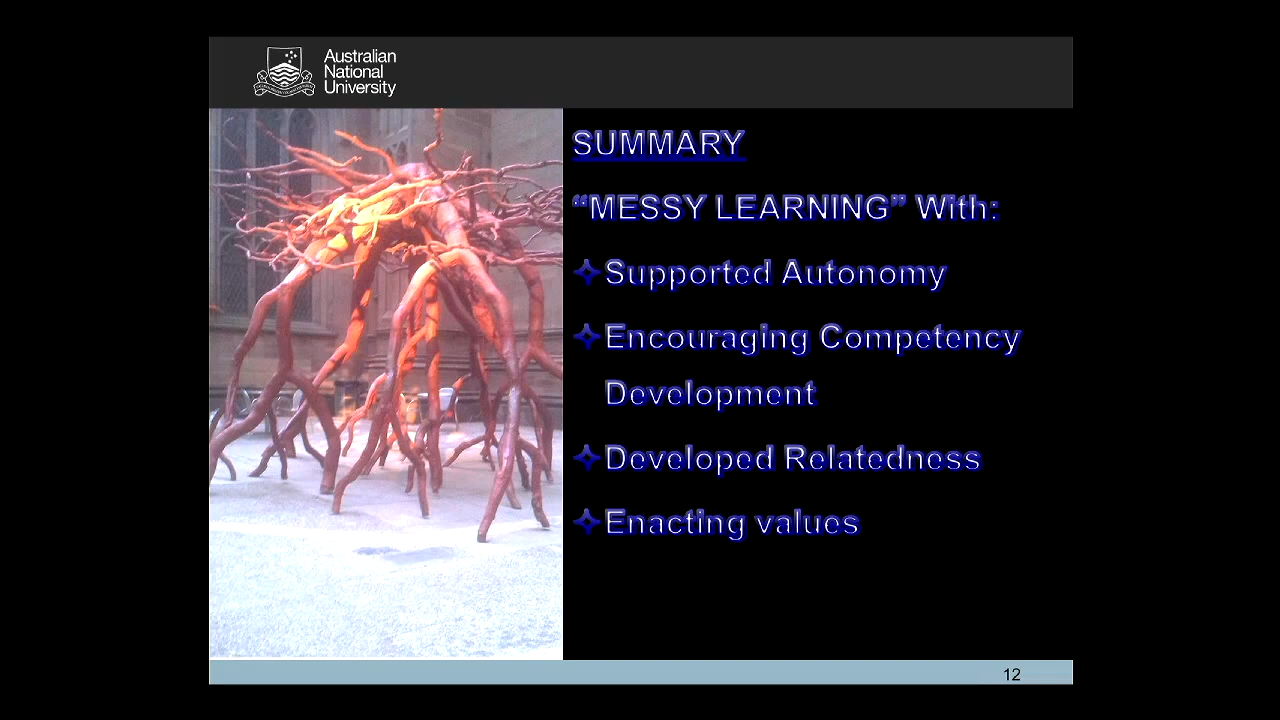 Australian
National
University
SUMMARY
“MESSY LEARNING” With:
Supported Autonomy
Encouraging Competency
Development
Developed Relatedness
Enacting values
12